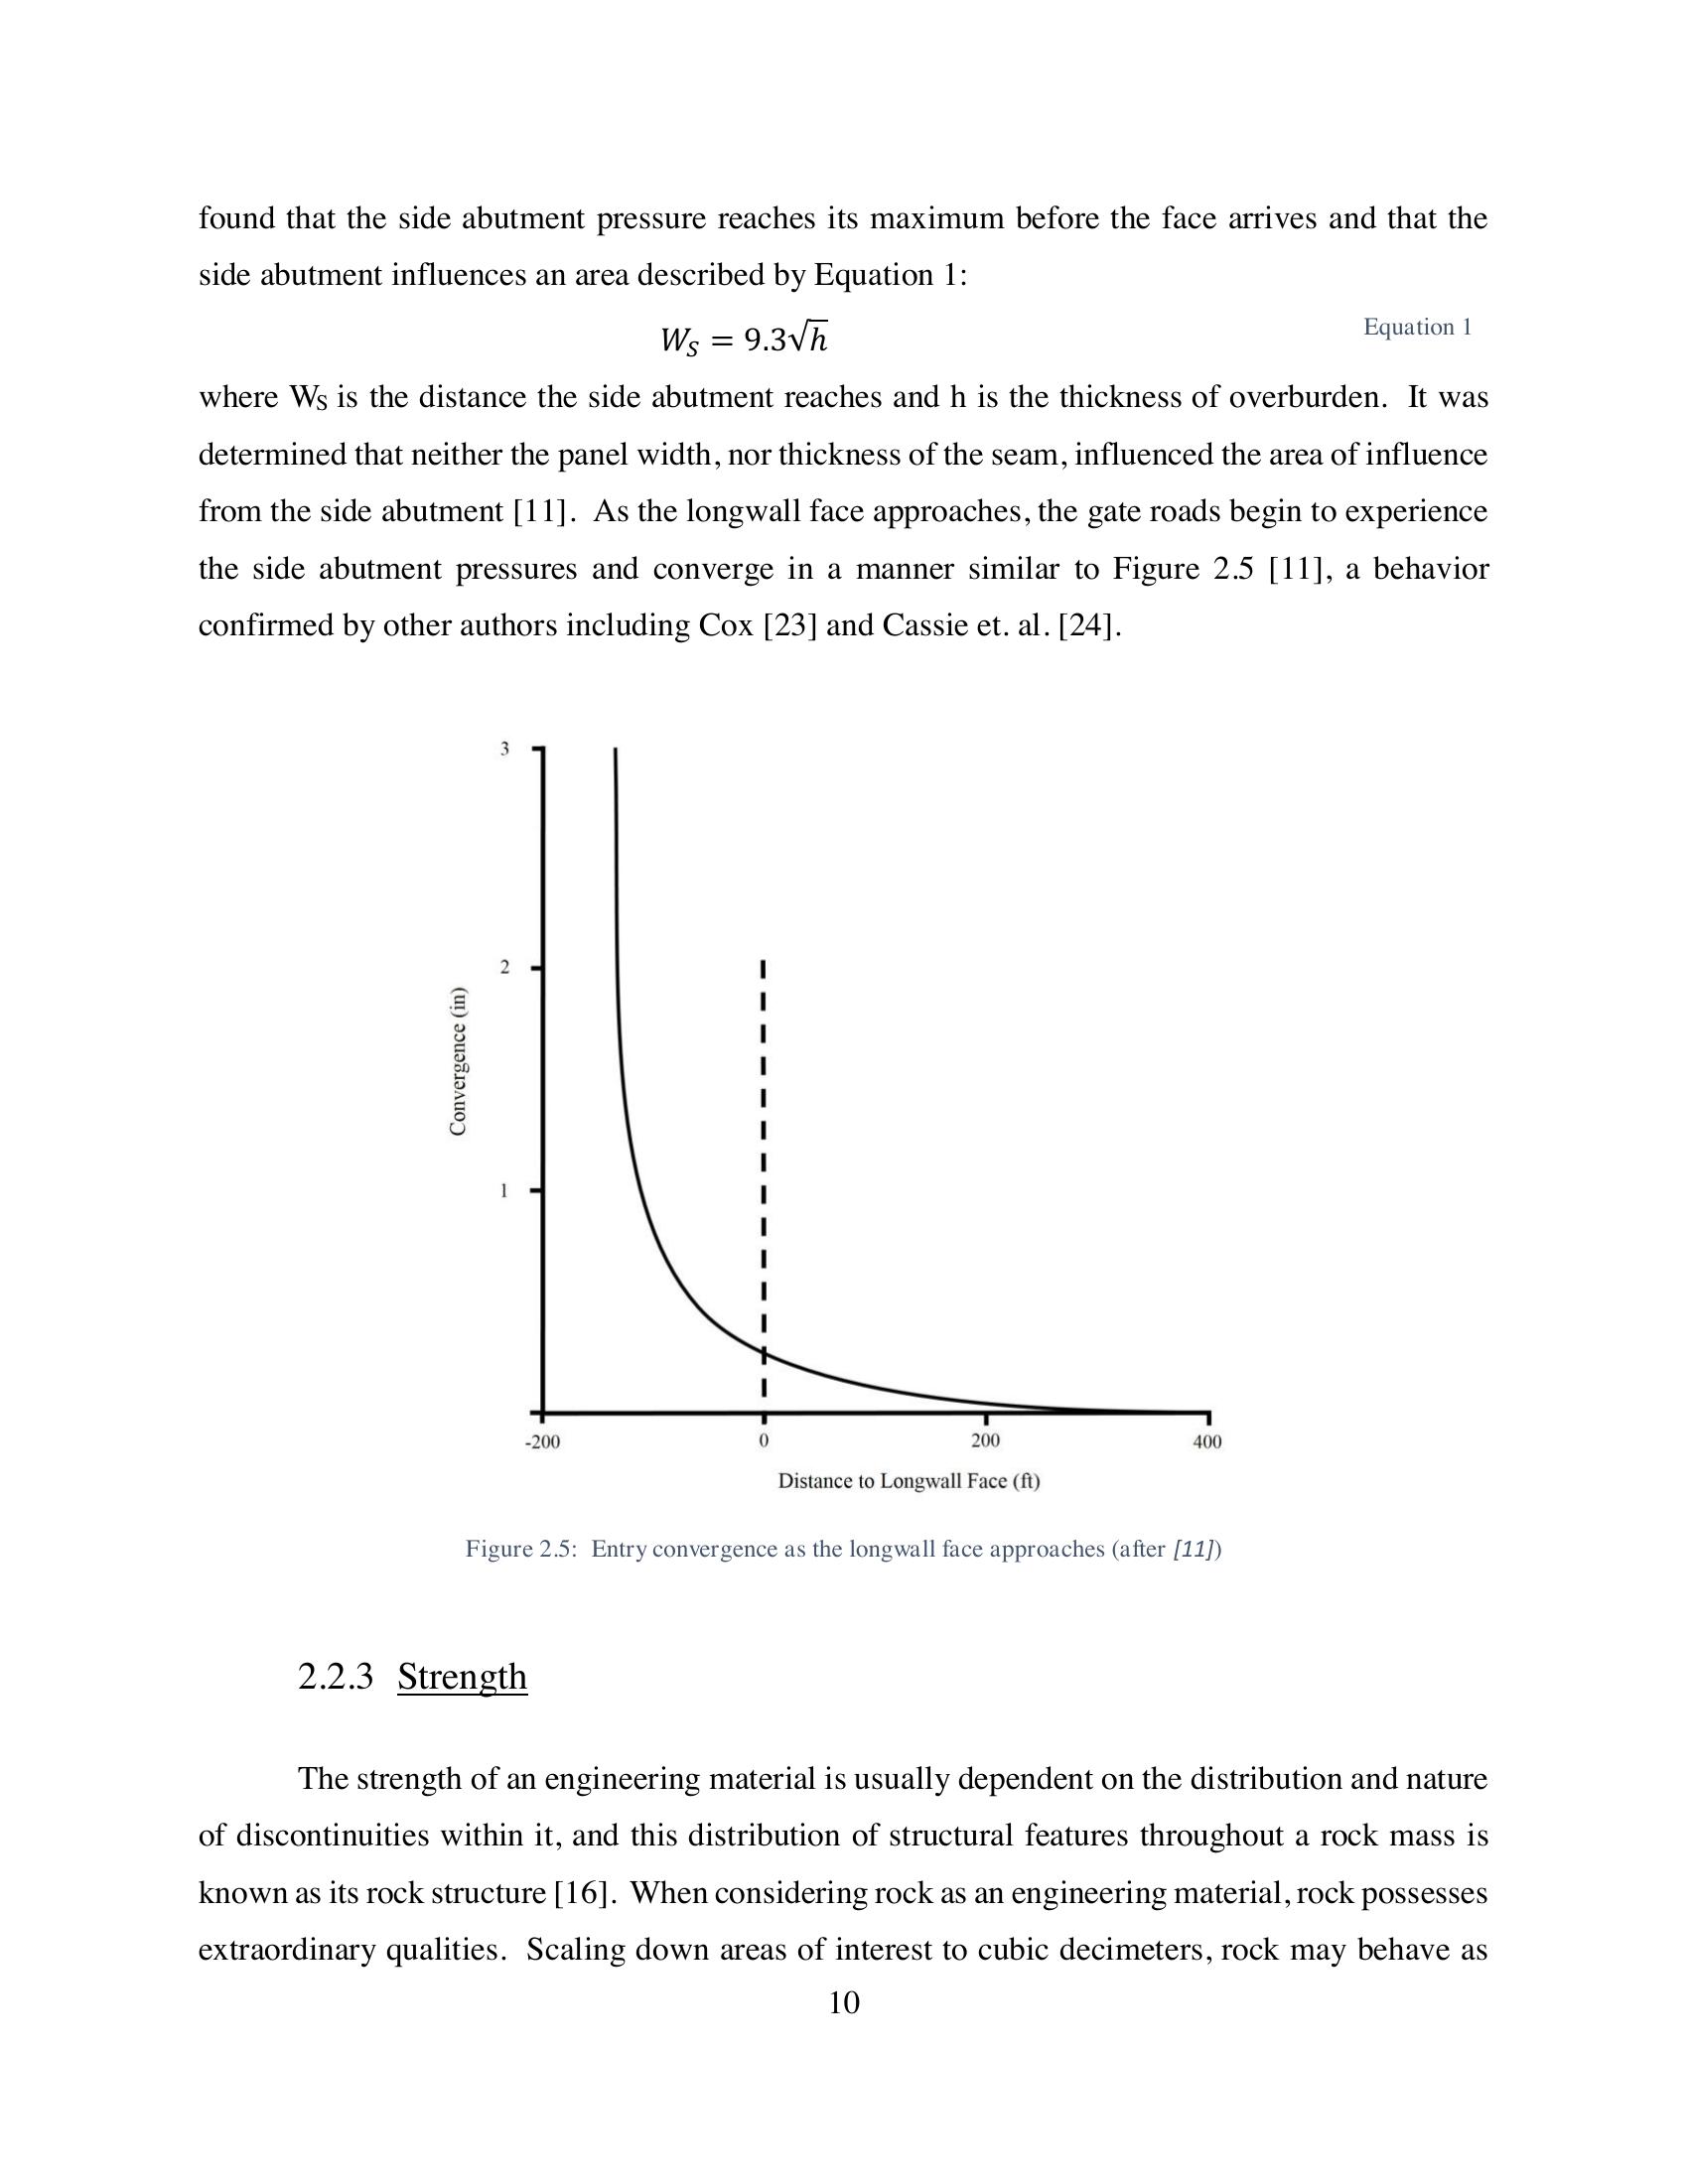 found that the side abutment pressure reaches its maximum before the face arrives and that the
side abutment influences an area described by Equation 1:
W_S = 9.3√h
Equation 1
where W_S is the distance the side abutment reaches and h is the thickness of overburden.  It was
determined that neither the panel width, nor thickness of the seam, influenced the area of influence
from the side abutment [11].  As the longwall face approaches, the gate roads begin to experience
the side abutment pressures and converge in a manner similar to Figure 2.5 [11], a behavior
confirmed by other authors including Cox [23] and Cassie et. al. [24].
3
2
1
Convergence (in)
-200
0
200
400
Distance to Longwall Face (ft)
Figure 2.5:  Entry convergence as the longwall face approaches (after [11])
2.2.3  Strength
The strength of an engineering material is usually dependent on the distribution and nature
of discontinuities within it, and this distribution of structural features throughout a rock mass is
known as its rock structure [16].  When considering rock as an engineering material, rock possesses
extraordinary qualities.  Scaling down areas of interest to cubic decimeters, rock may behave as
10